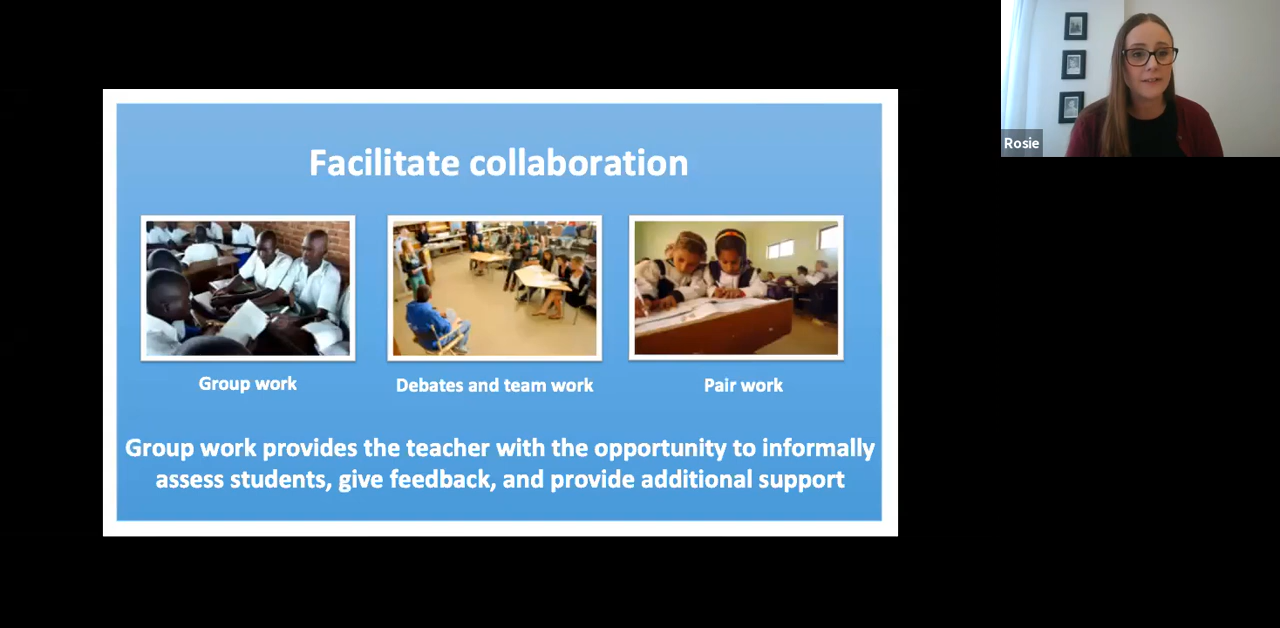 Facilitate collaboration
Group work
Debates and team work
Pair work
Group work provides the teacher with the opportunity to informally
assess students, give feedback, and provide additional support
Rosie